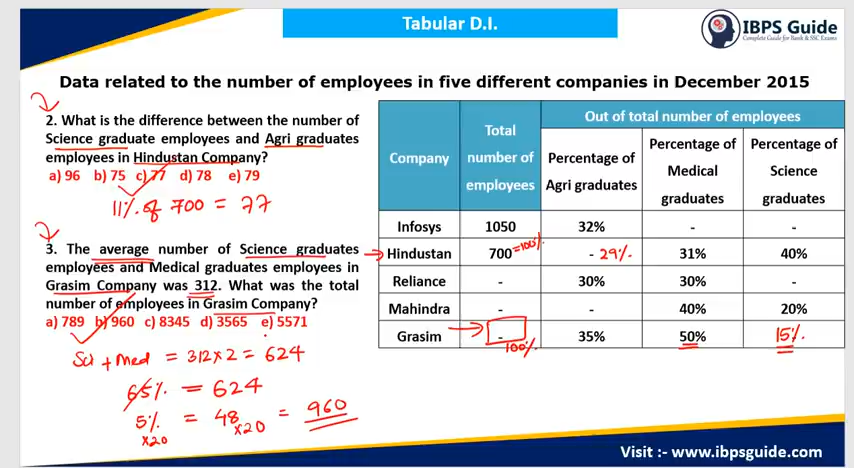 Tabular D.I.
IBPS Guide
Complete Guide for Bank & SSC Exams
Data related to the number of employees in five different companies in December 2015
2. What is the difference between the number of
Science graduate employees and Agri graduates
employees in Hindustan Company?
a) 96 b) 75 c) 77 d) 78 e) 79
11% of 700 = 77
3. The average number of Science graduates
employees and Medical graduates employees in
Grasim Company was 312. What was the total
number of employees in Grasim Company?
a) 789 b) 960 c) 8345 d) 3565 e) 5571
Sci + Med = 312x2 = 624
65% = 624
5% = 48 = 960
x20 x20
Company
Total
number of
employees
Out of total number of employees
Percentage of
Agri graduates
Percentage of
Medical
graduates
Percentage of
Science
graduates
Infosys 1050 32% - -
Hindustan 700 =100% - 29% 31% 40%
Reliance - 30% 30% -
Mahindra - - 40% 20%
Grasim - 35% 50% 15%
100%
Visit :- www.ibpsguide.com